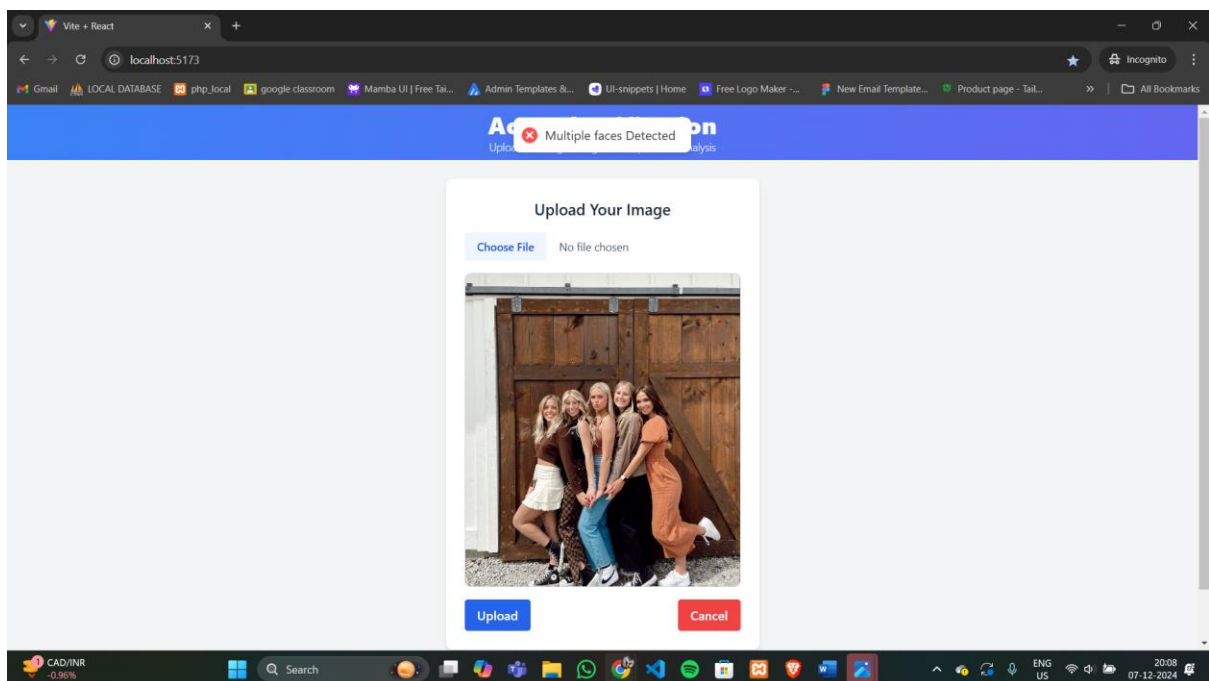 Vite + React
localhost:5173
Incognito
Gmail LOCAL DATABASE php_local google classroom Mamba UI | Free Tai... Admin Templates &... UI-snippets | Home Free Logo Maker -... New Email Template... Product page - Tail... » All Bookmarks
Multiple faces Detected
Upload Your Image
Choose File No file chosen
Upload Cancel
1 CAD/INR
-0.96%
Search
ENG
US
20:08
07-12-2024